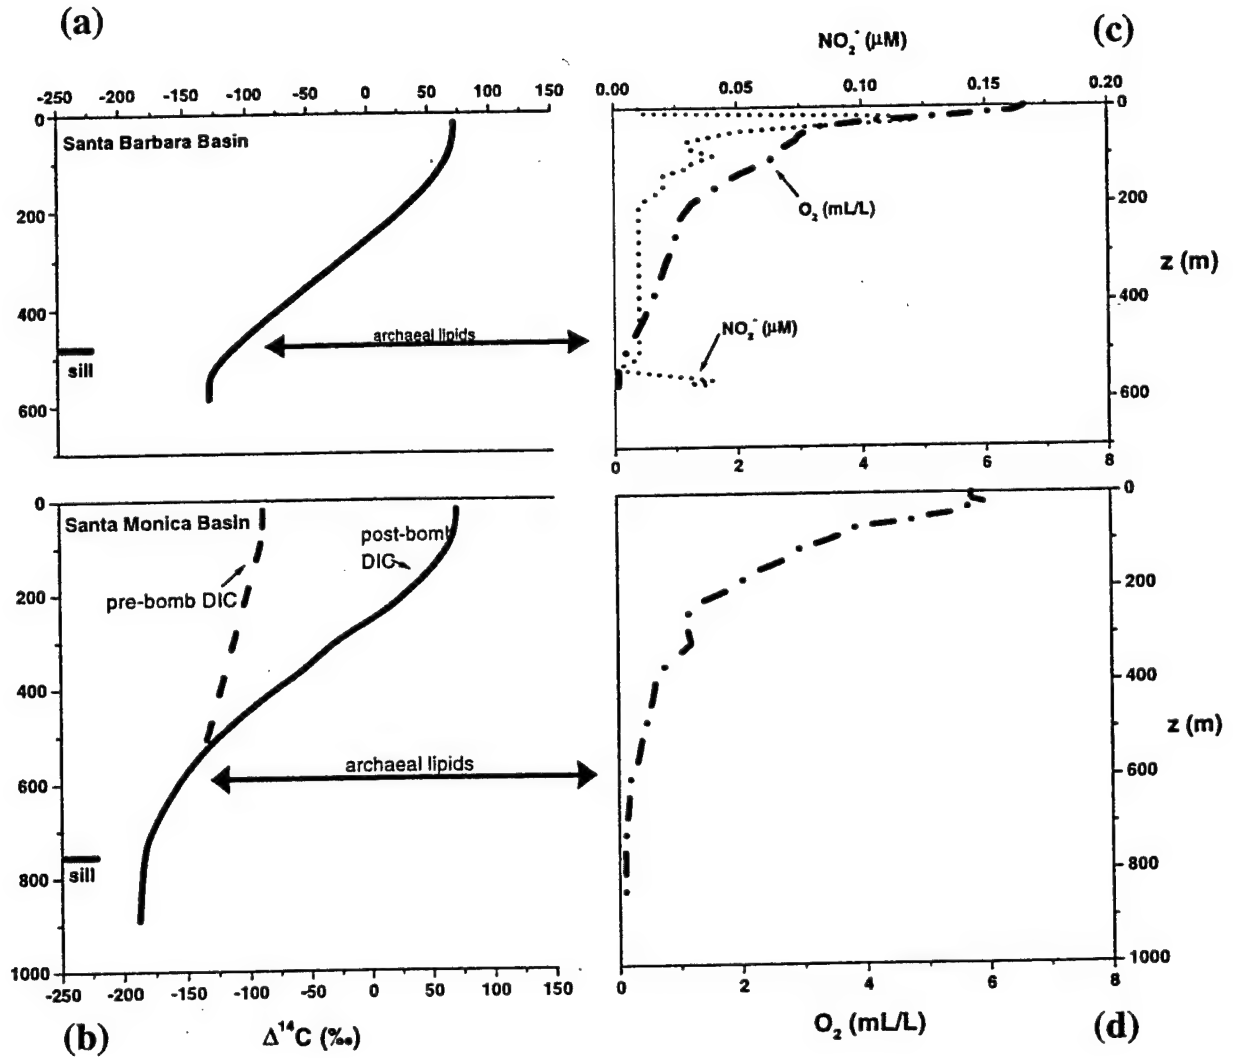 (a)
-250 -200 -150 -100 -50 0 50 100 150
0
200
400
600
Santa Barbara Basin
sill
archaeal lipids
(c)
NO₂⁻ (μM)
0.00 0.05 0.10 0.15 0.20
0
200
400
600
z (m)
O₂ (mL/L)
NO₂⁻ (μM)
0 2 4 6 8
0
200
400
600
800
1000
Santa Monica Basin
post-bomb
DIC
pre-bomb DIC
archaeal lipids
sill
-250 -200 -150 -100 -50 0 50 100 150
(b)
Δ¹⁴C (‰)
0
200
400
600
800
1000
z (m)
0 2 4 6 8
O₂ (mL/L)
(d)